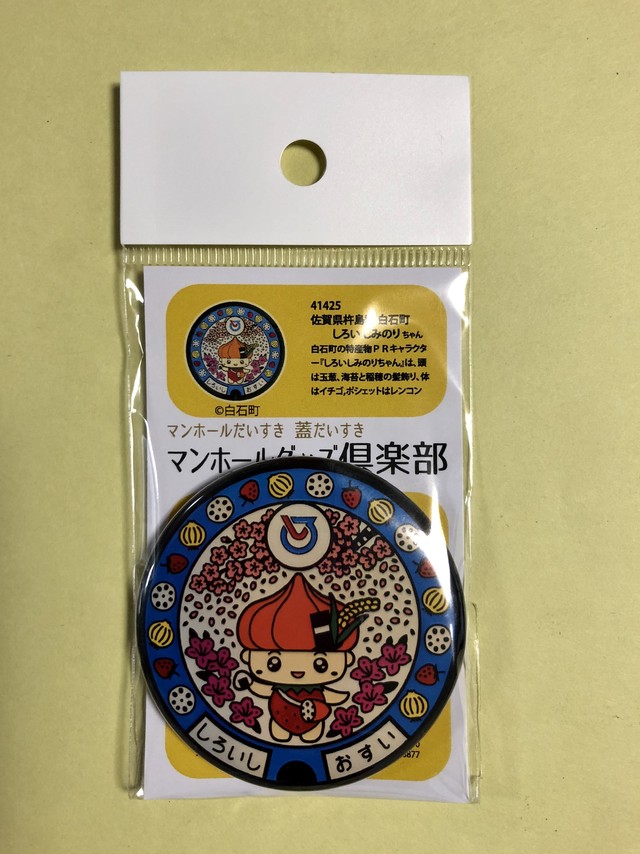 41425
佐賀県杵島 白石町
しろいしみのりちゃん
白石町の特産物PRキャラクタ
ー『しろいしみのりちゃん』は、頭
は玉葱、海苔と稲穂の髪飾り、体
はイチゴ、ポシェットはレンコン
©白石町
マンホールだいすき 蓋だいすき
マンホールグッズ倶楽部
しろいし
おすい